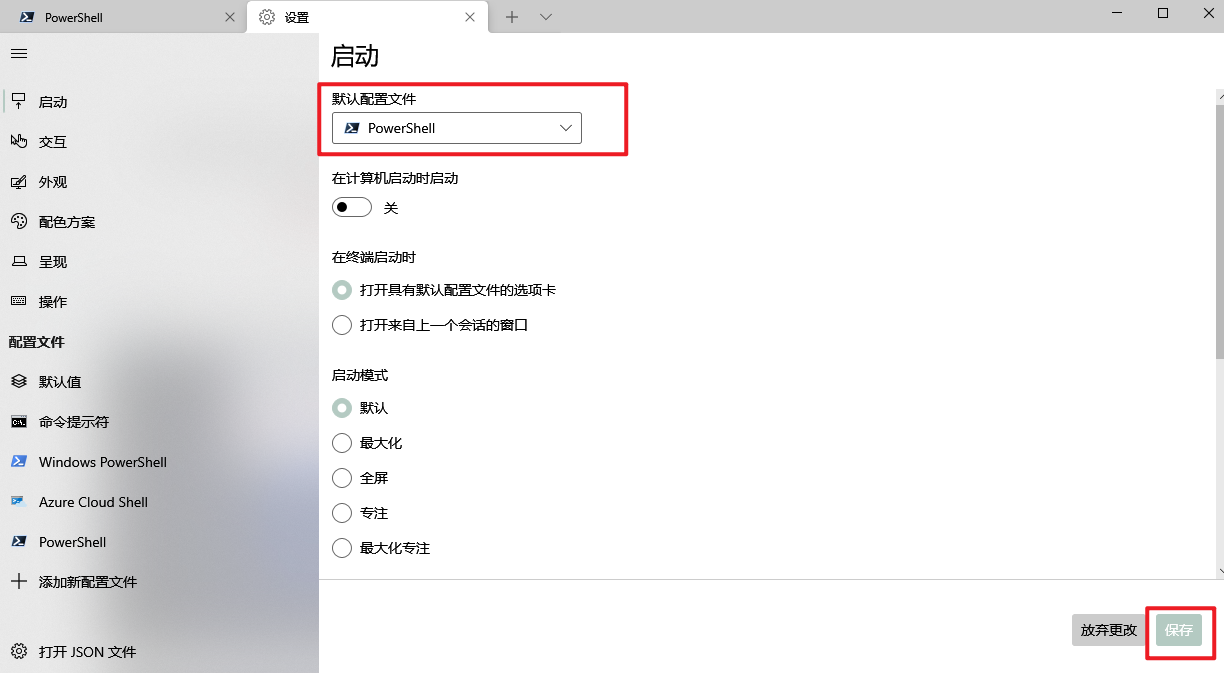 PowerShell
设置
启动
交互
外观
配色方案
呈现
操作
配置文件
默认值
命令提示符
Windows PowerShell
Azure Cloud Shell
PowerShell
添加新配置文件
打开 JSON 文件
启动
默认配置文件
PowerShell
在计算机启动时启动
关
在终端启动时
打开具有默认配置文件的选项卡
打开来自上一个会话的窗口
启动模式
默认
最大化
全屏
专注
最大化专注
放弃更改
保存